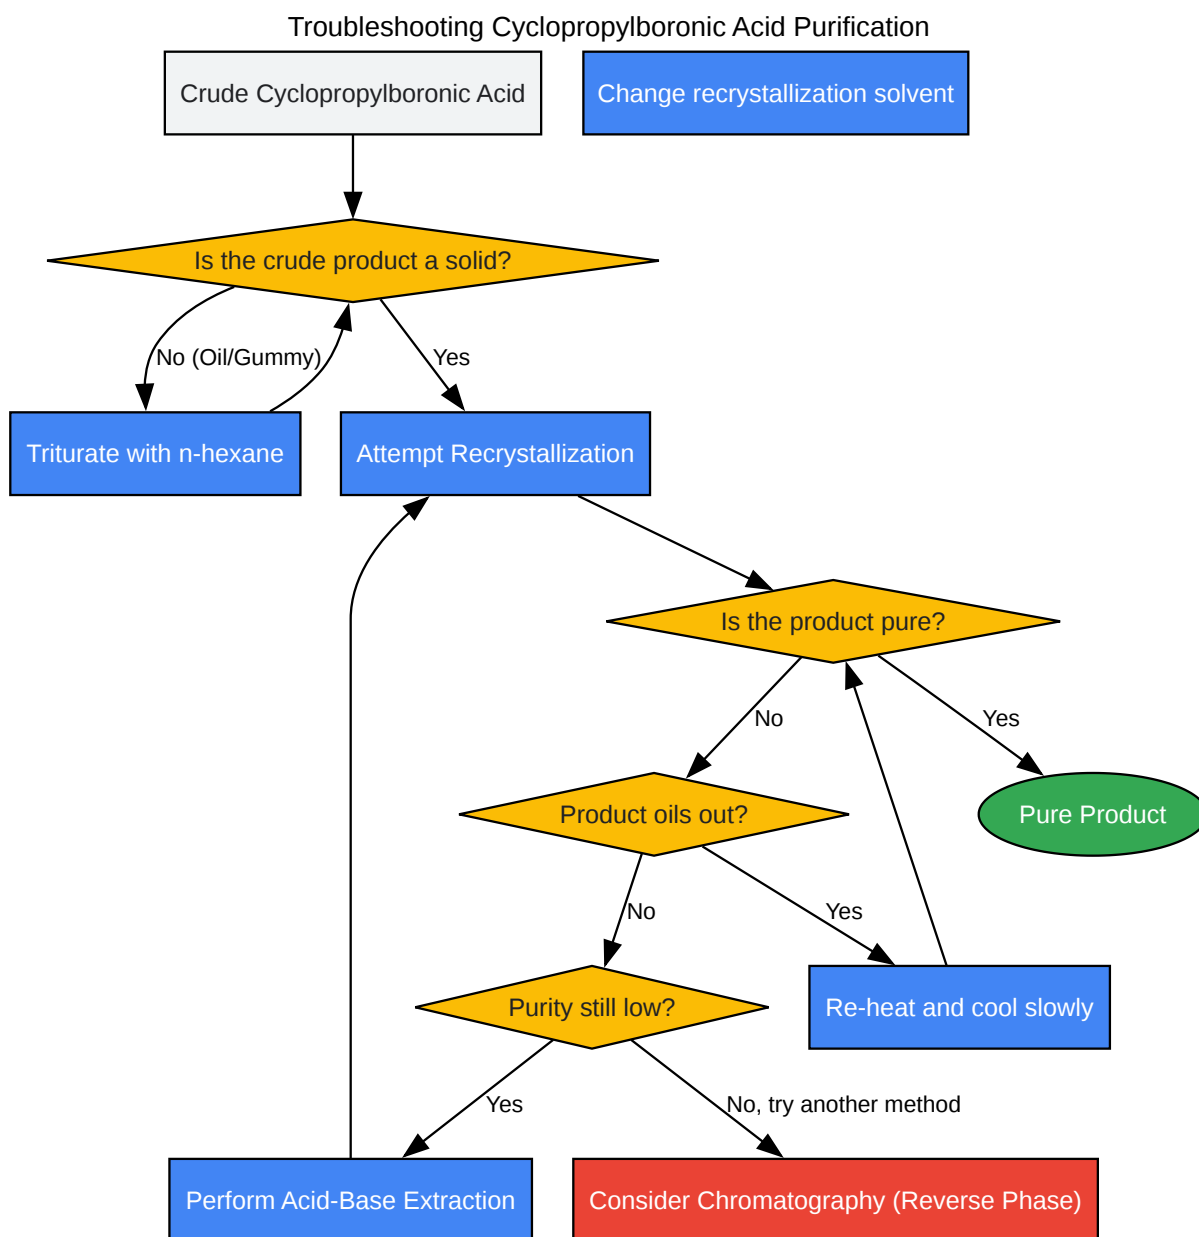 Troubleshooting Cyclopropylboronic Acid Purification
Crude Cyclopropylboronic Acid
Change recrystallization solvent
Is the crude product a solid?
No (Oil/Gummy)
Yes
Triturate with n-hexane
Attempt Recrystallization
Is the product pure?
No
Yes
Product oils out?
Pure Product
No
Yes
Purity still low?
Re-heat and cool slowly
Yes
No, try another method
Perform Acid-Base Extraction
Consider Chromatography (Reverse Phase)